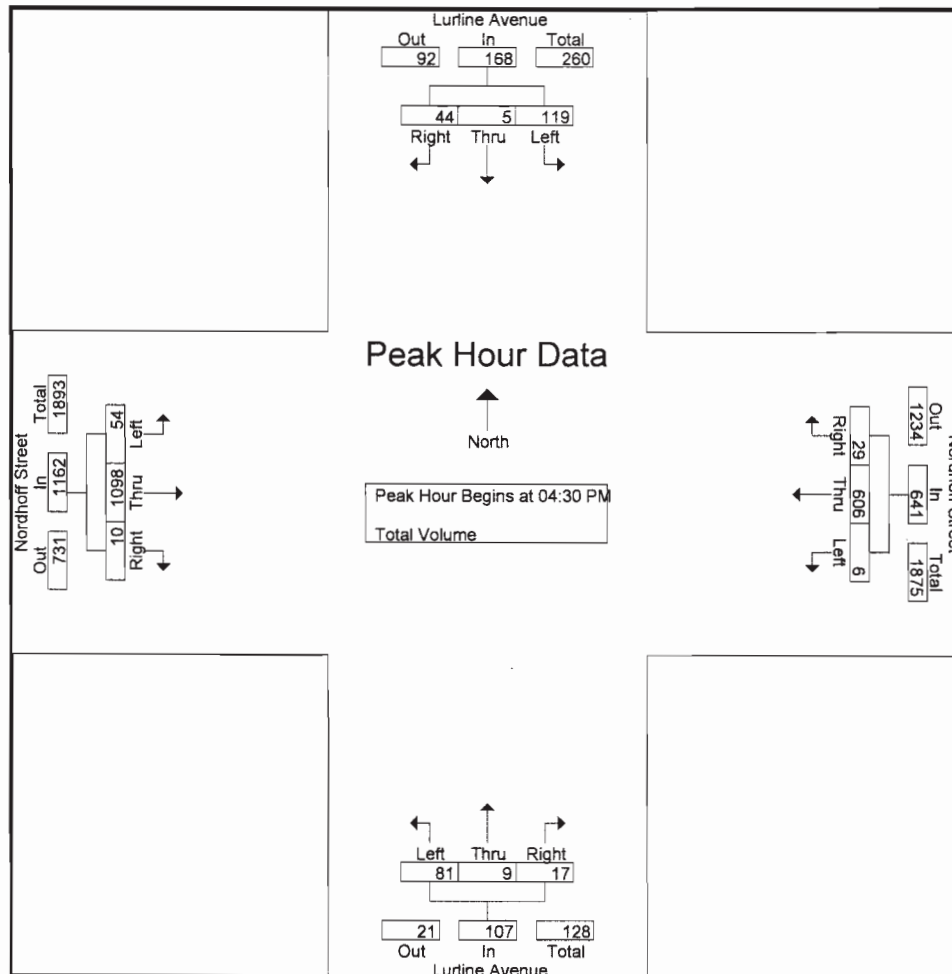 Lurline Avenue
Out In Total
92 168 260
44 5 119
Right Thru Left
Peak Hour Data
North
Peak Hour Begins at 04:30 PM
Total Volume
Nordhoff Street
Total In Out
1893 1162 731
54 1098 10
Left Thru Right
Street
Out In Total
1234 641 1875
29 606 6
Right Thru Left
Left Thru Right
81 9 17
21 107 128
Out In Total
Lurline Avenue